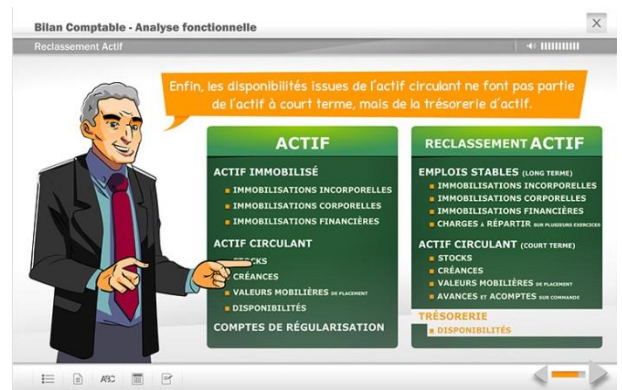 Bilan Comptable - Analyse fonctionnelle
Reclassement Actif
Enfin, les disponibilités issues de l'actif circulant ne font pas partie
de l'actif à court terme, mais de la trésorerie d'actif.
ACTIF
ACTIF IMMOBILISÉ
IMMOBILISATIONS INCORPORELLES
IMMOBILISATIONS CORPORELLES
IMMOBILISATIONS FINANCIÈRES
ACTIF CIRCULANT
STOCKS
CRÉANCES
VALEURS MOBILIÈRES DE PLACEMENT
DISPONIBILITÉS
COMPTES DE RÉGULARISATION
RECLASSEMENT ACTIF
EMPLOIS STABLES (LONG TERME)
IMMOBILISATIONS INCORPORELLES
IMMOBILISATIONS CORPORELLES
IMMOBILISATIONS FINANCIÈRES
CHARGES À RÉPARTIR SUR PLUSIEURS EXERCICES
ACTIF CIRCULANT (COURT TERME)
STOCKS
CRÉANCES
VALEURS MOBILIÈRES DE PLACEMENT
AVANCES ET ACOMPTES SUR COMMANDE
TRÉSORERIE
DISPONIBILITÉS
ABC